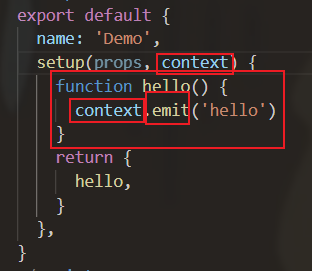 export default {
name: 'Demo',
setup(props, context) {
function hello() {
context.emit('hello')
}
return {
hello,
}
},
}